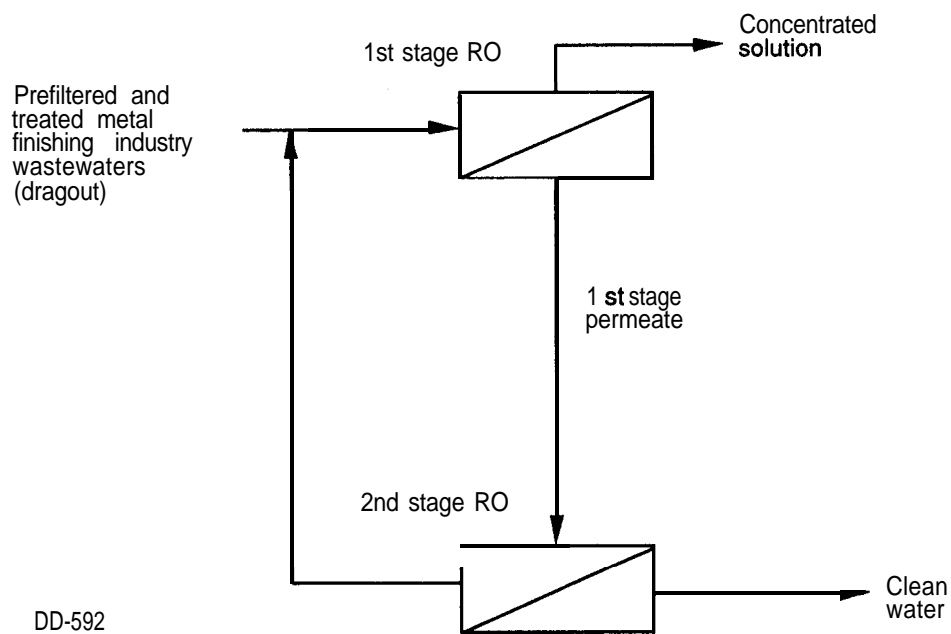 Concentrated
solution
1st stage RO
Prefiltered and
treated metal
finishing industry
wastewaters
(dragout)
1 st stage
permeate
2nd stage RO
Clean
water
DD-592